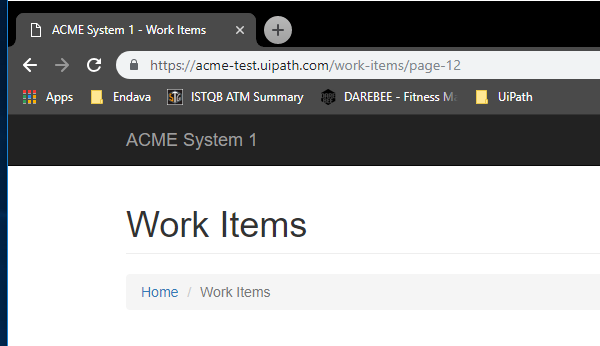 ACME System 1 - Work Items
https://acme-test.uipath.com/work-items/page-12
Apps Endava ISTQB ATM Summary DAREBEE - Fitness UiPath
ACME System 1
Work Items
Home / Work Items